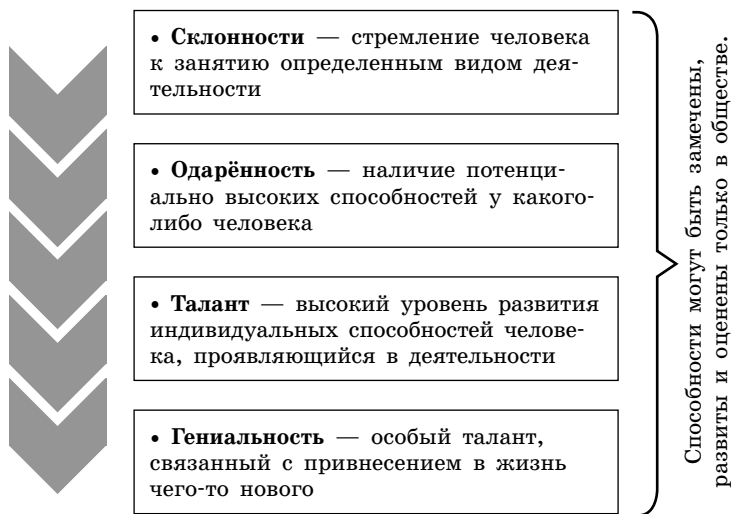 • Склонности — стремление человека
к занятию определенным видом дея-
тельности
• Одарённость — наличие потенци-
ально высоких способностей у какого-
либо человека
• Талант — высокий уровень развития
индивидуальных способностей челове-
ка, проявляющийся в деятельности
• Гениальность — особый талант,
связанный с привнесением в жизнь
чего-то нового
Способности могут быть замечены,
развиты и оценены только в обществе.